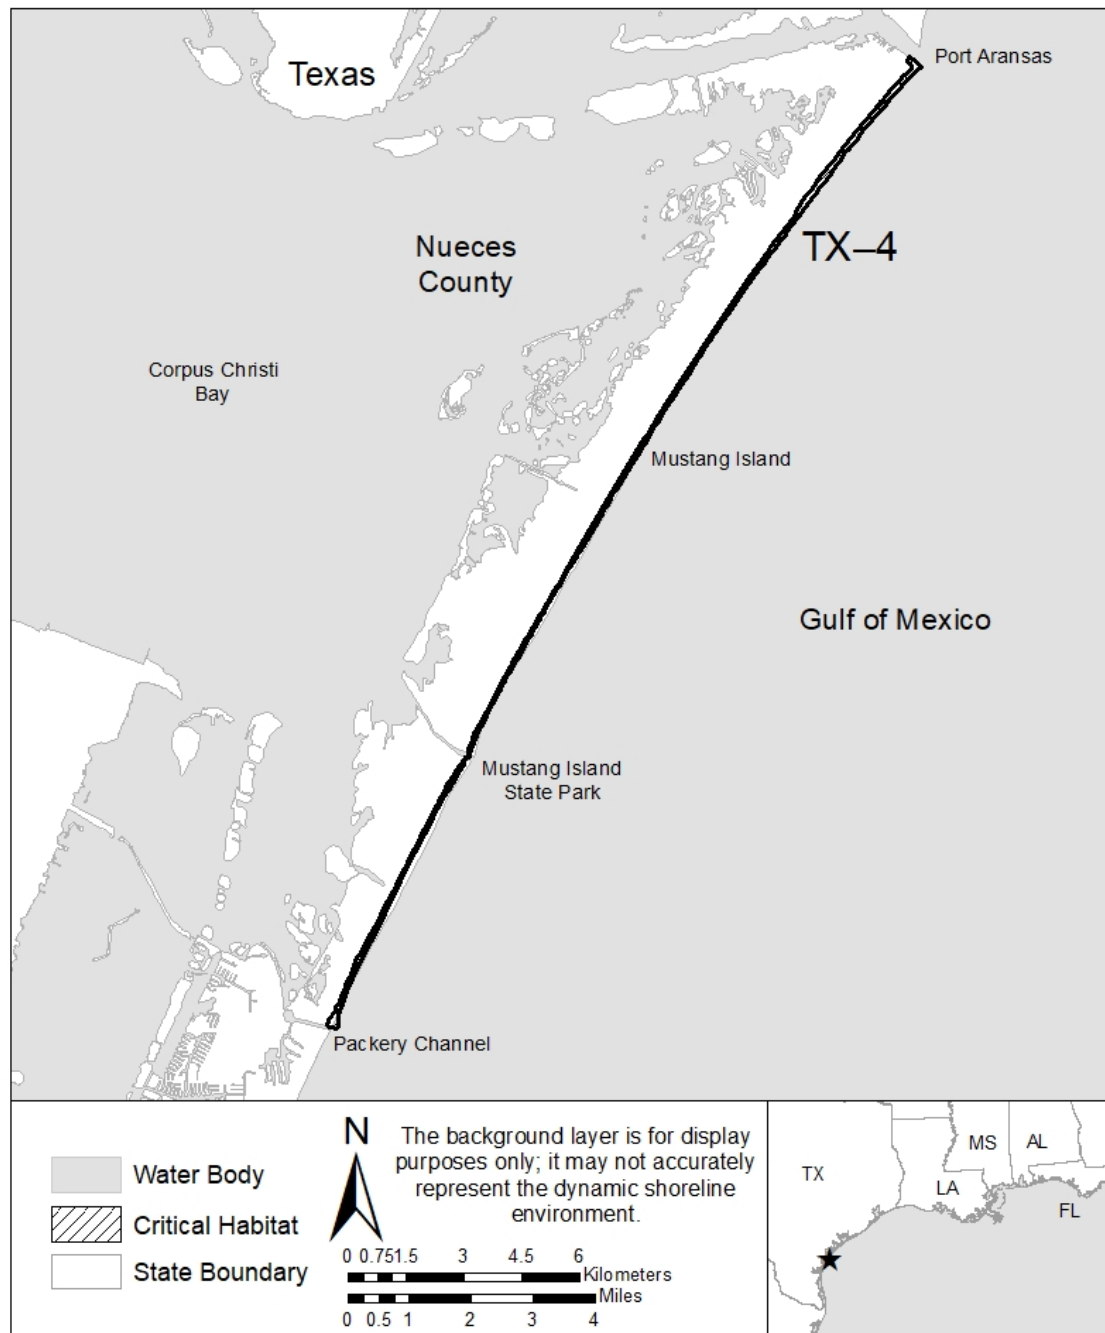 Texas
Port Aransas
Nueces
County
TX–4
Corpus Christi
Bay
Mustang Island
Gulf of Mexico
Mustang Island
State Park
Packery Channel
Water Body
Critical Habitat
State Boundary
N
The background layer is for display
purposes only; it may not accurately
represent the dynamic shoreline
environment.
0 0.75 1.5 3 4.5 6
Kilometers
Miles
0 0.5 1 2 3 4
TX
LA
MS
AL
FL